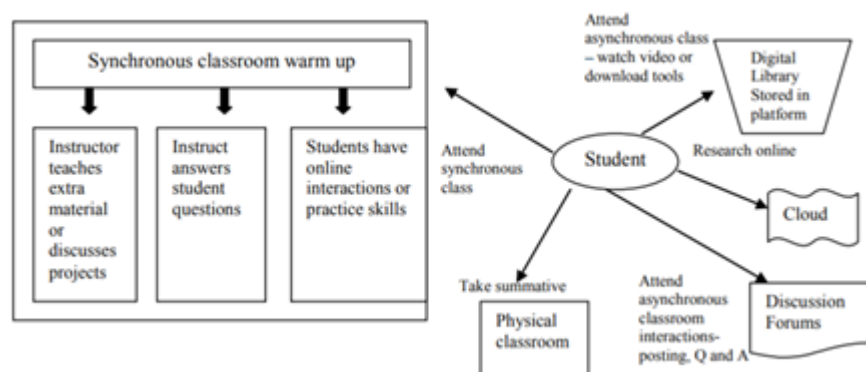 Synchronous classroom warm up
Instructor
teaches
extra
material
or
discusses
projects
Instruct
answers
student
questions
Students have
online
interactions or
practice skills
Attend
synchronous
class
Attend
asynchronous class
– watch video or
download tools
Digital
Library
Stored in
platform
Student
Research online
Cloud
Take summative
Physical
classroom
Attend
asynchronous
classroom
interactions-
posting, Q and A
Discussion
Forums